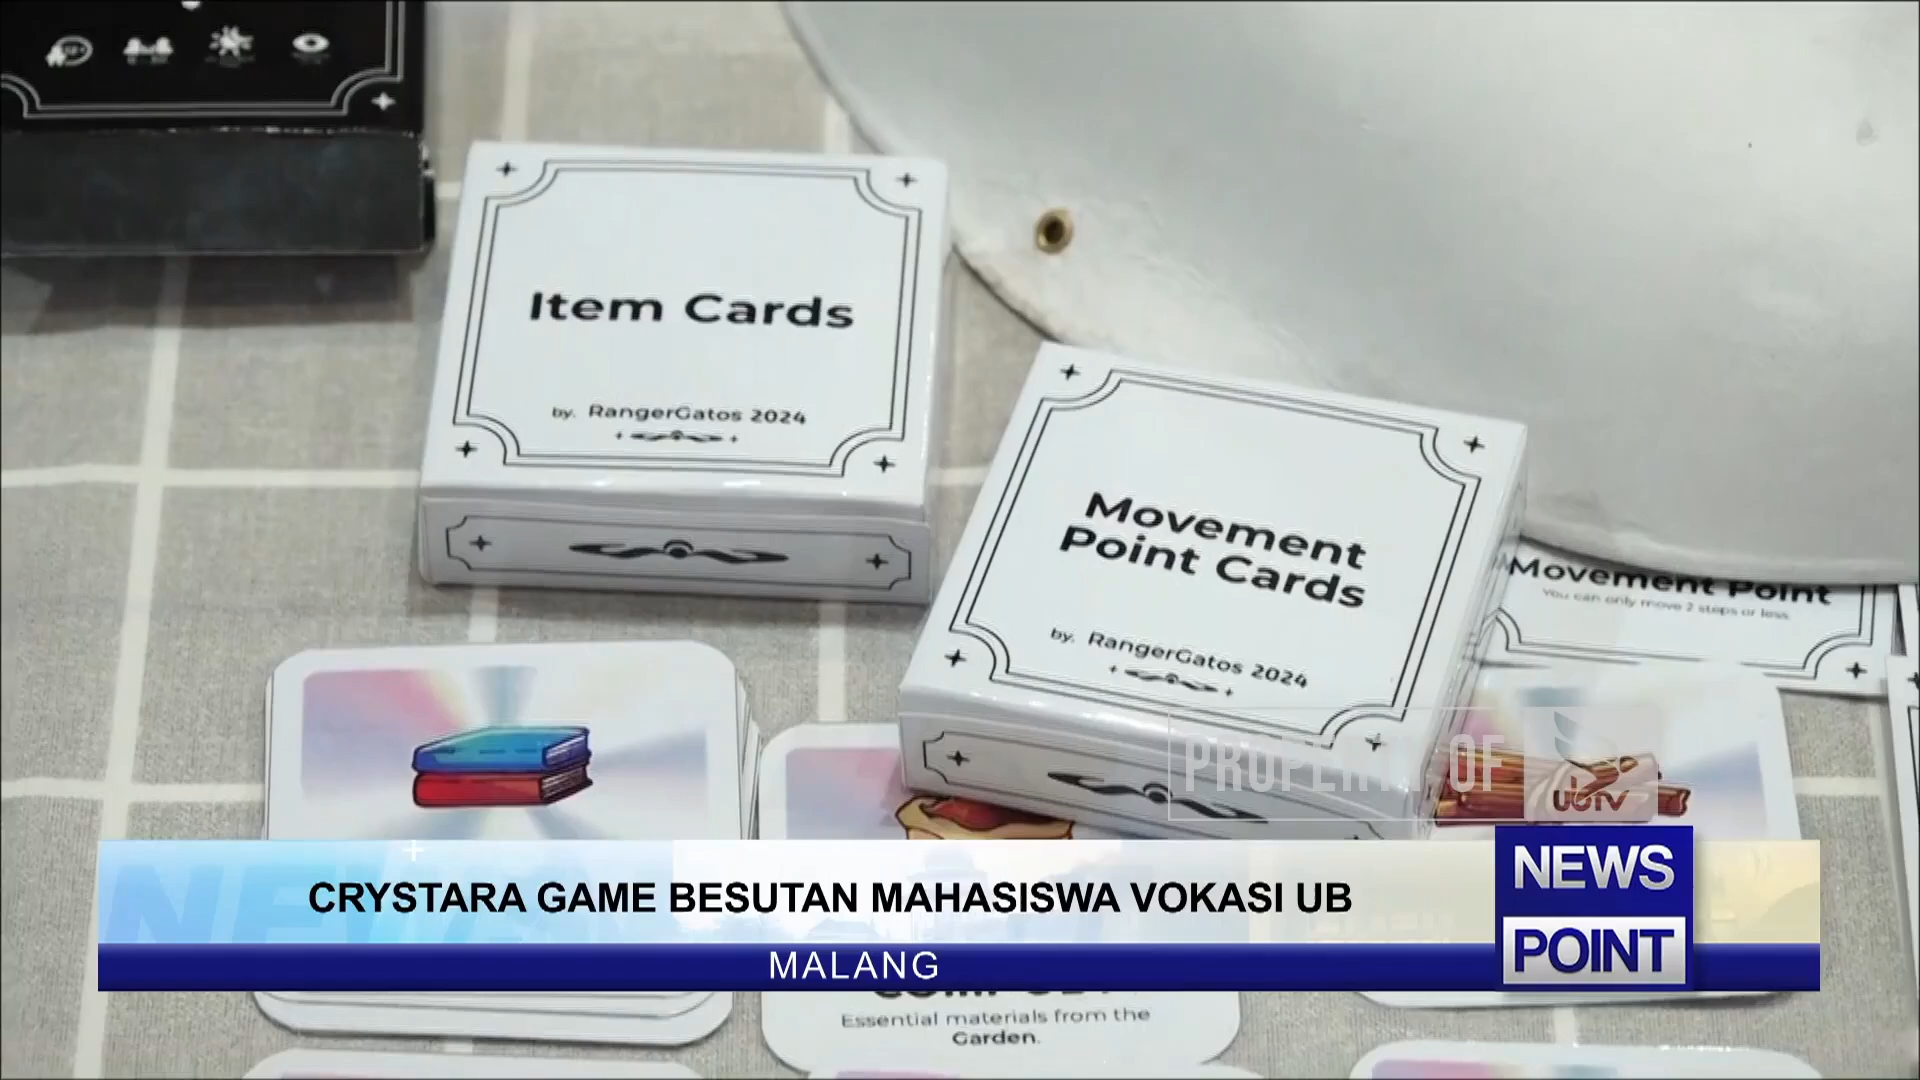 Item Cards
by. RangerGatos 2024
Movement
Point Cards
by. RangerGatos 2024
Movement Point
You can only move 2 steps or less.
PROPERTY OF
UBTV
CRYSTARA GAME BESUTAN MAHASISWA VOKASI UB
MALANG
NEWS
POINT
Essential materials from the
Garden.